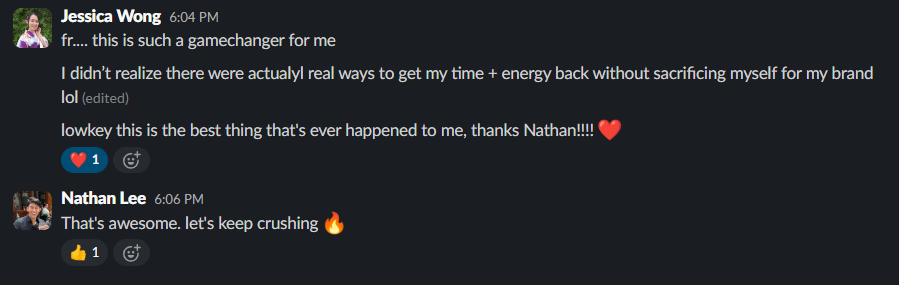 Jessica Wong 6:04 PM
fr.... this is such a gamechanger for me
I didn't realize there were actualyl real ways to get my time + energy back without sacrificing myself for my brand
lol (edited)
lowkey this is the best thing that's ever happened to me, thanks Nathan!!!! ❤️
❤️ 1
Nathan Lee 6:06 PM
That's awesome. let's keep crushing 🔥
👍 1